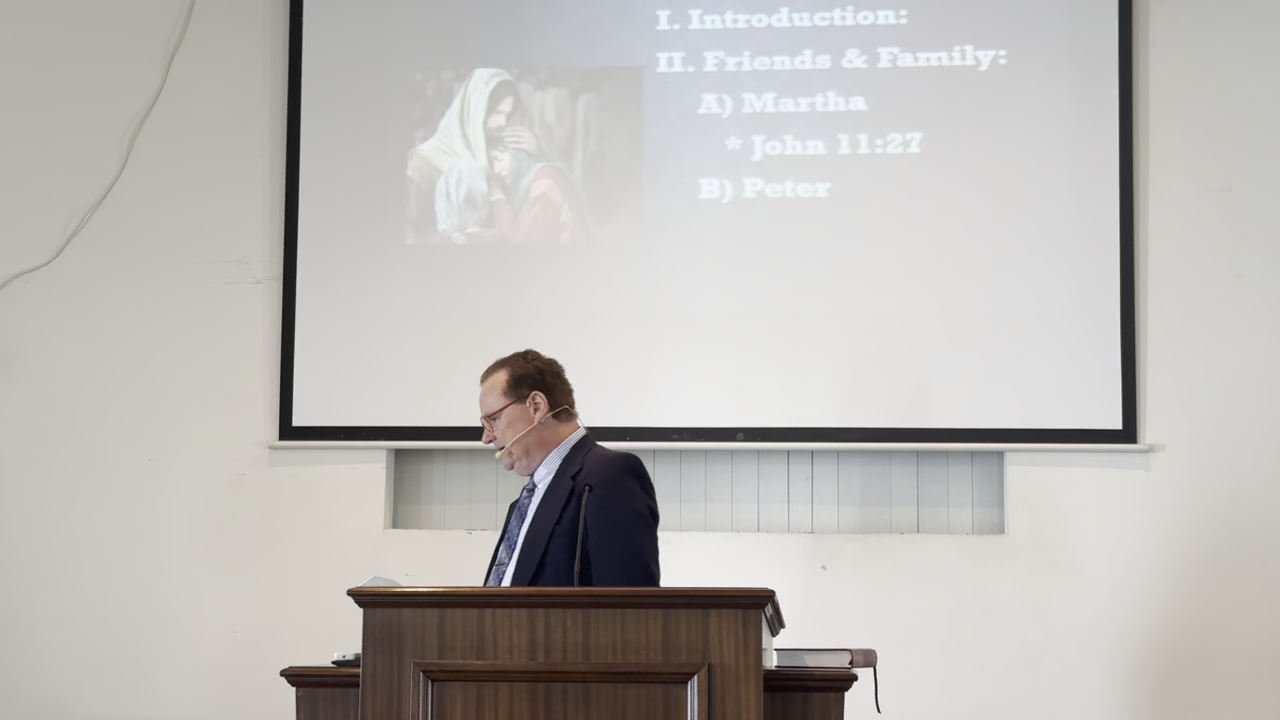 I. Introduction:
II. Friends & Family:
A) Martha
* John 11:27
B) Peter